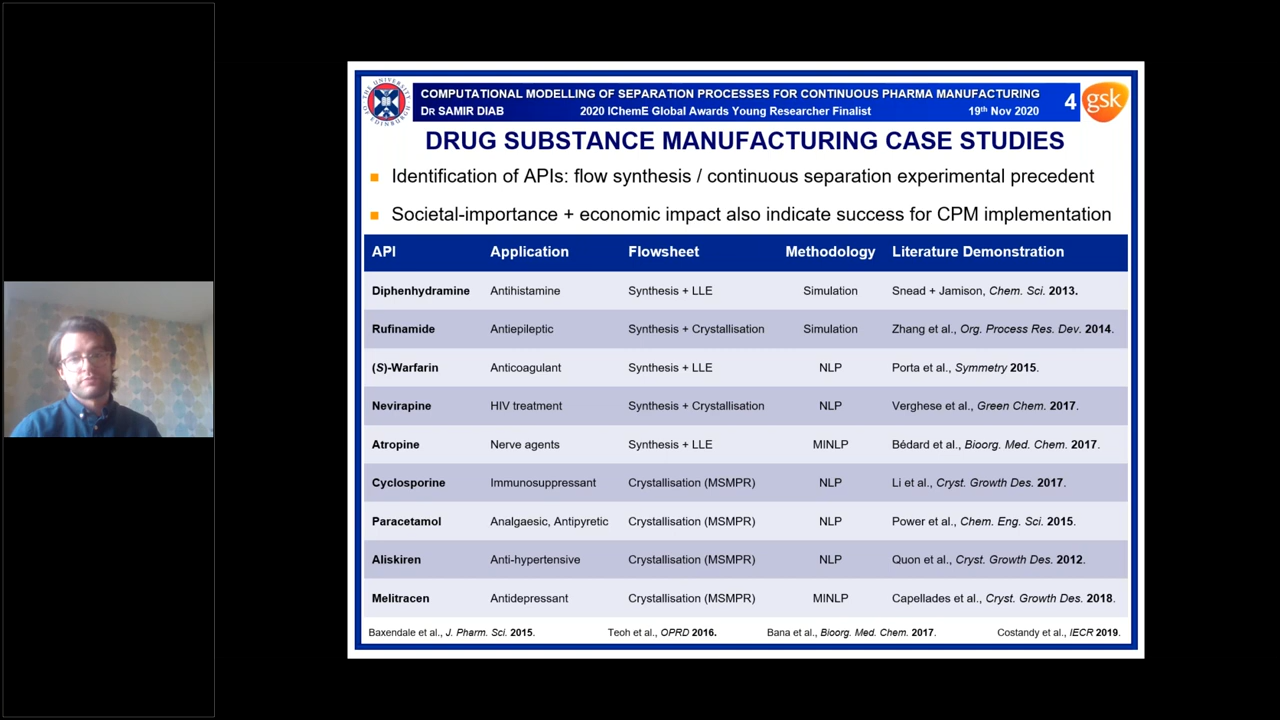 THE UNIVERSITY OF EDINBURGH
COMPUTATIONAL MODELLING OF SEPARATION PROCESSES FOR CONTINUOUS PHARMA MANUFACTURING
DR SAMIR DIAB 2020 IChemE Global Awards Young Researcher Finalist 19th Nov 2020
4
gsk
DRUG SUBSTANCE MANUFACTURING CASE STUDIES
Identification of APIs: flow synthesis / continuous separation experimental precedent
Societal-importance + economic impact also indicate success for CPM implementation
API Application Flowsheet Methodology Literature Demonstration
Diphenhydramine Antihistamine Synthesis + LLE Simulation Snead + Jamison, Chem. Sci. 2013.
Rufinamide Antiepileptic Synthesis + Crystallisation Simulation Zhang et al., Org. Process Res. Dev. 2014.
(S)-Warfarin Anticoagulant Synthesis + LLE NLP Porta et al., Symmetry 2015.
Nevirapine HIV treatment Synthesis + Crystallisation NLP Verghese et al., Green Chem. 2017.
Atropine Nerve agents Synthesis + LLE MINLP Bédard et al., Bioorg. Med. Chem. 2017.
Cyclosporine Immunosuppressant Crystallisation (MSMPR) NLP Li et al., Cryst. Growth Des. 2017.
Paracetamol Analgaesic, Antipyretic Crystallisation (MSMPR) NLP Power et al., Chem. Eng. Sci. 2015.
Aliskiren Anti-hypertensive Crystallisation (MSMPR) NLP Quon et al., Cryst. Growth Des. 2012.
Melitracen Antidepressant Crystallisation (MSMPR) MINLP Capellades et al., Cryst. Growth Des. 2018.
Baxendale et al., J. Pharm. Sci. 2015. Teoh et al., OPRD 2016. Bana et al., Bioorg. Med. Chem. 2017. Costandy et al., IECR 2019.